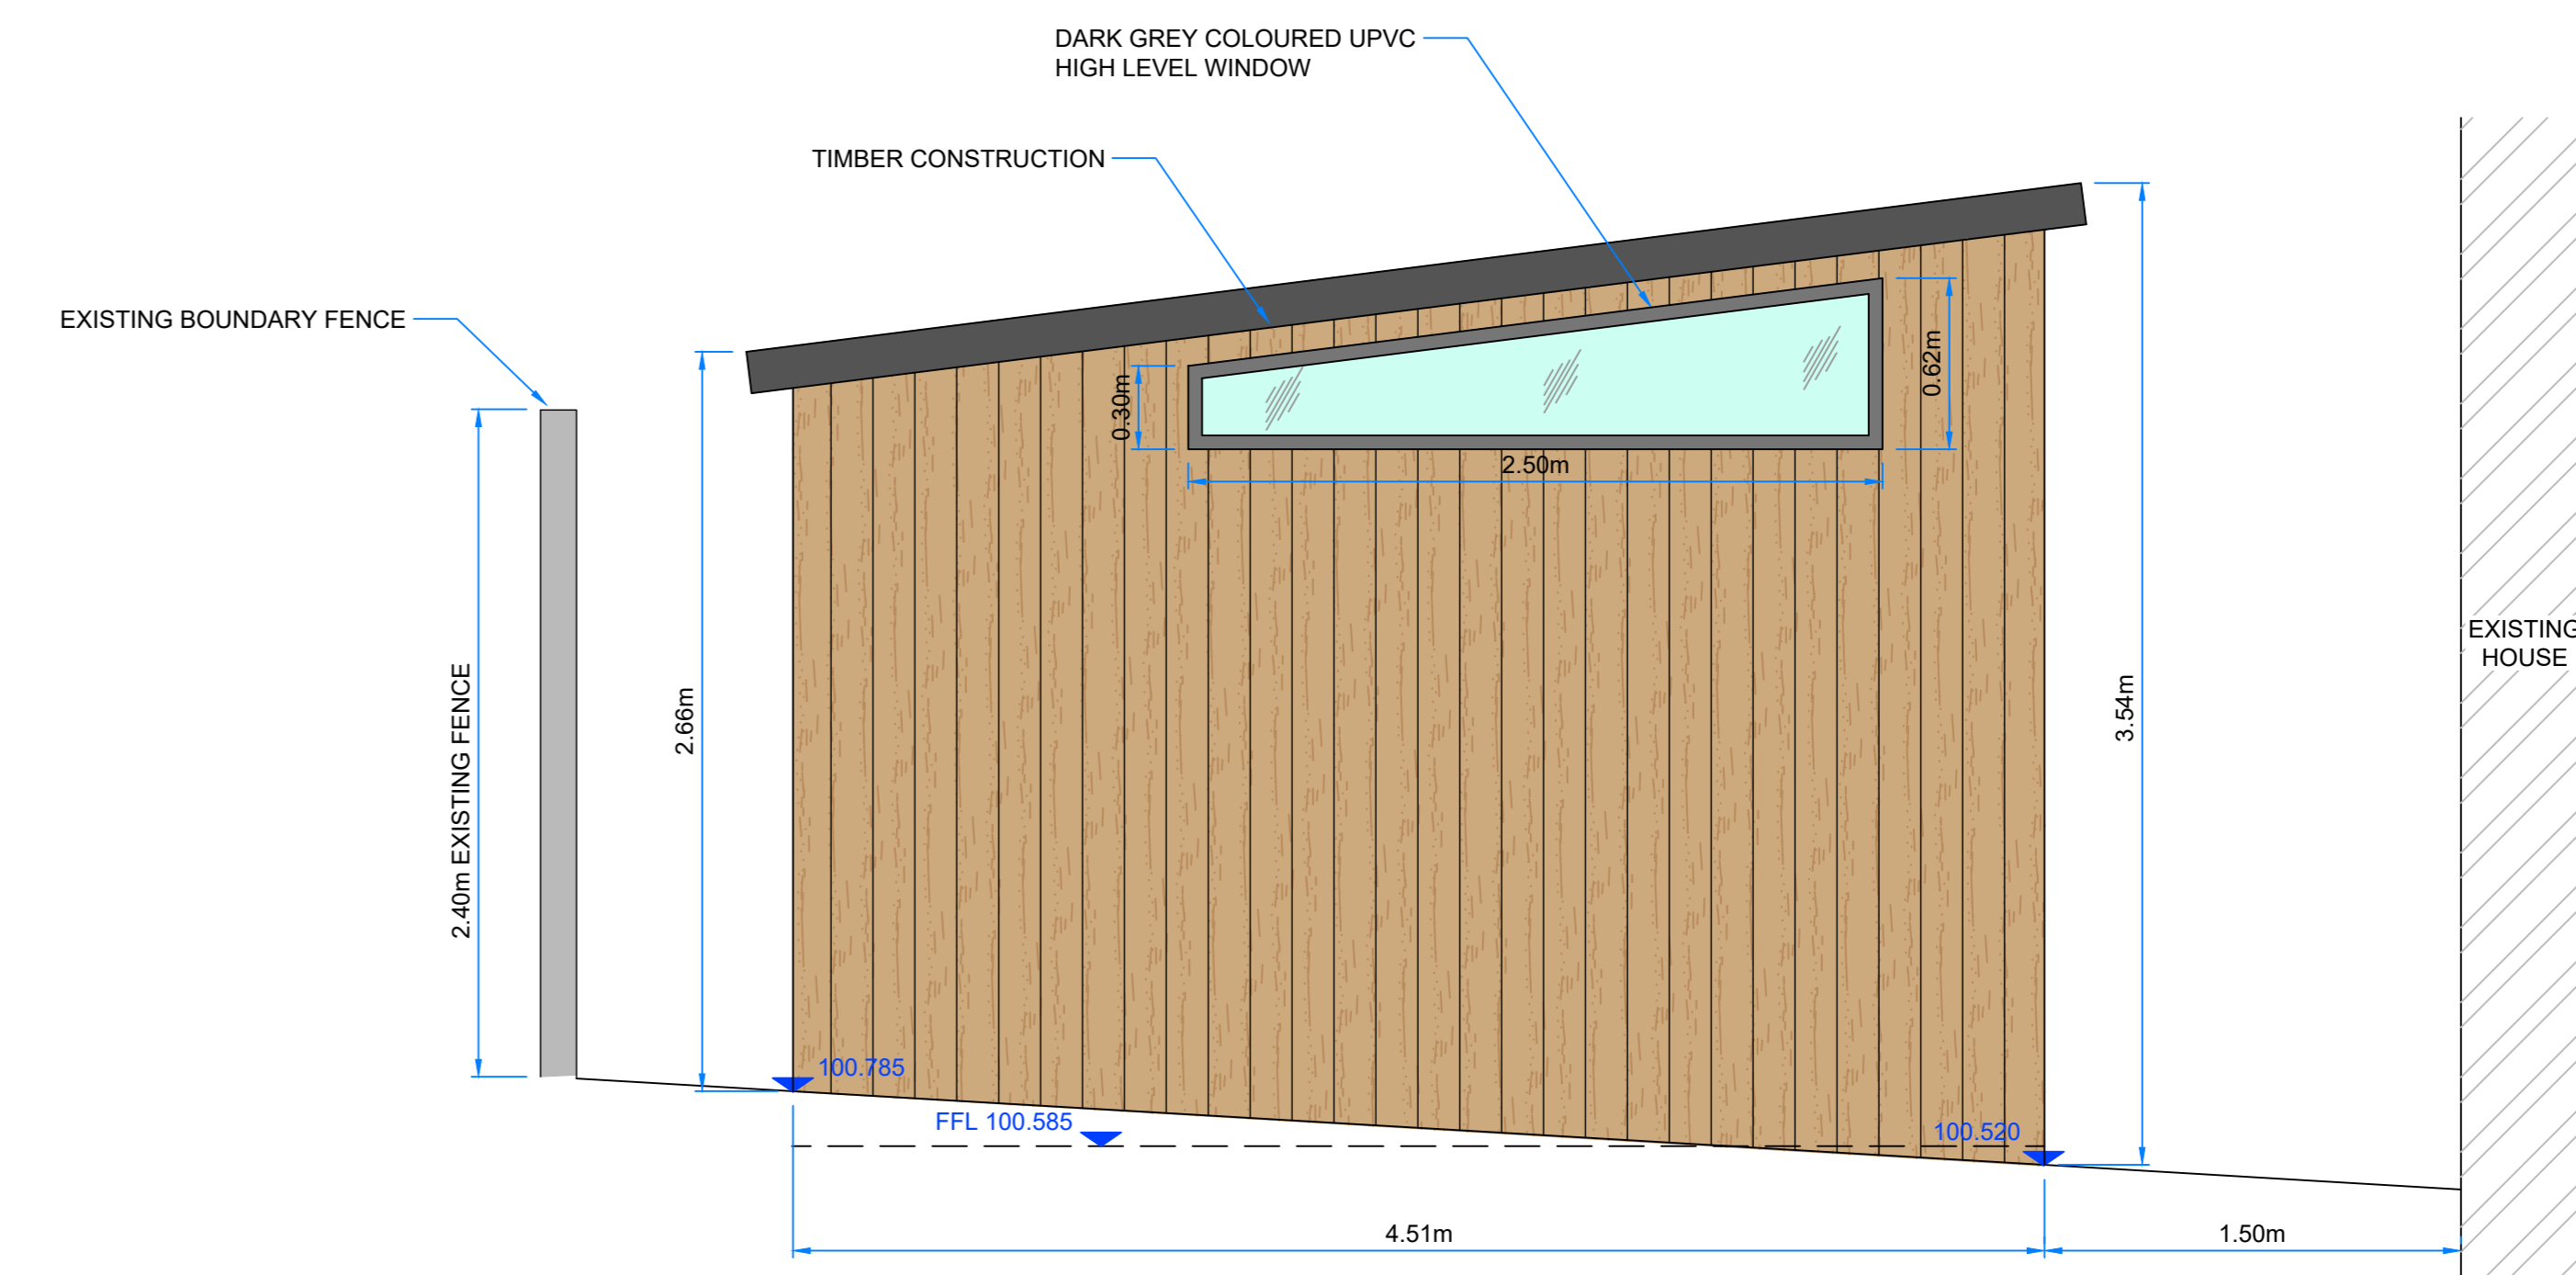 DARK GREY COLOURED UPVC
HIGH LEVEL WINDOW
TIMBER CONSTRUCTION
EXISTING BOUNDARY FENCE
0.30m
0.62m
2.50m
2.40m EXISTING FENCE
2.66m
3.54m
EXISTING
HOUSE
100.785
FFL 100.585
100.520
4.51m
1.50m